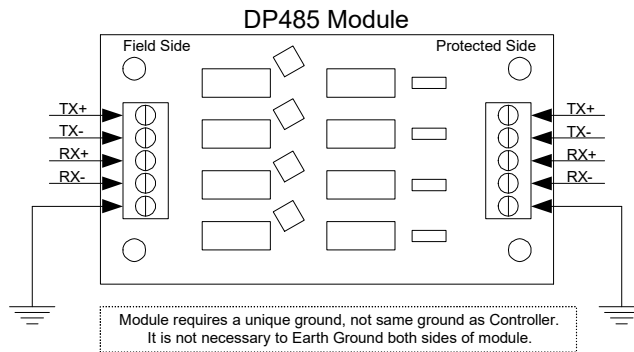 DP485 Module
Field Side
Protected Side
TX+
TX-
RX+
RX-
TX+
TX-
RX+
RX-
Module requires a unique ground, not same ground as Controller.
It is not necessary to Earth Ground both sides of module.